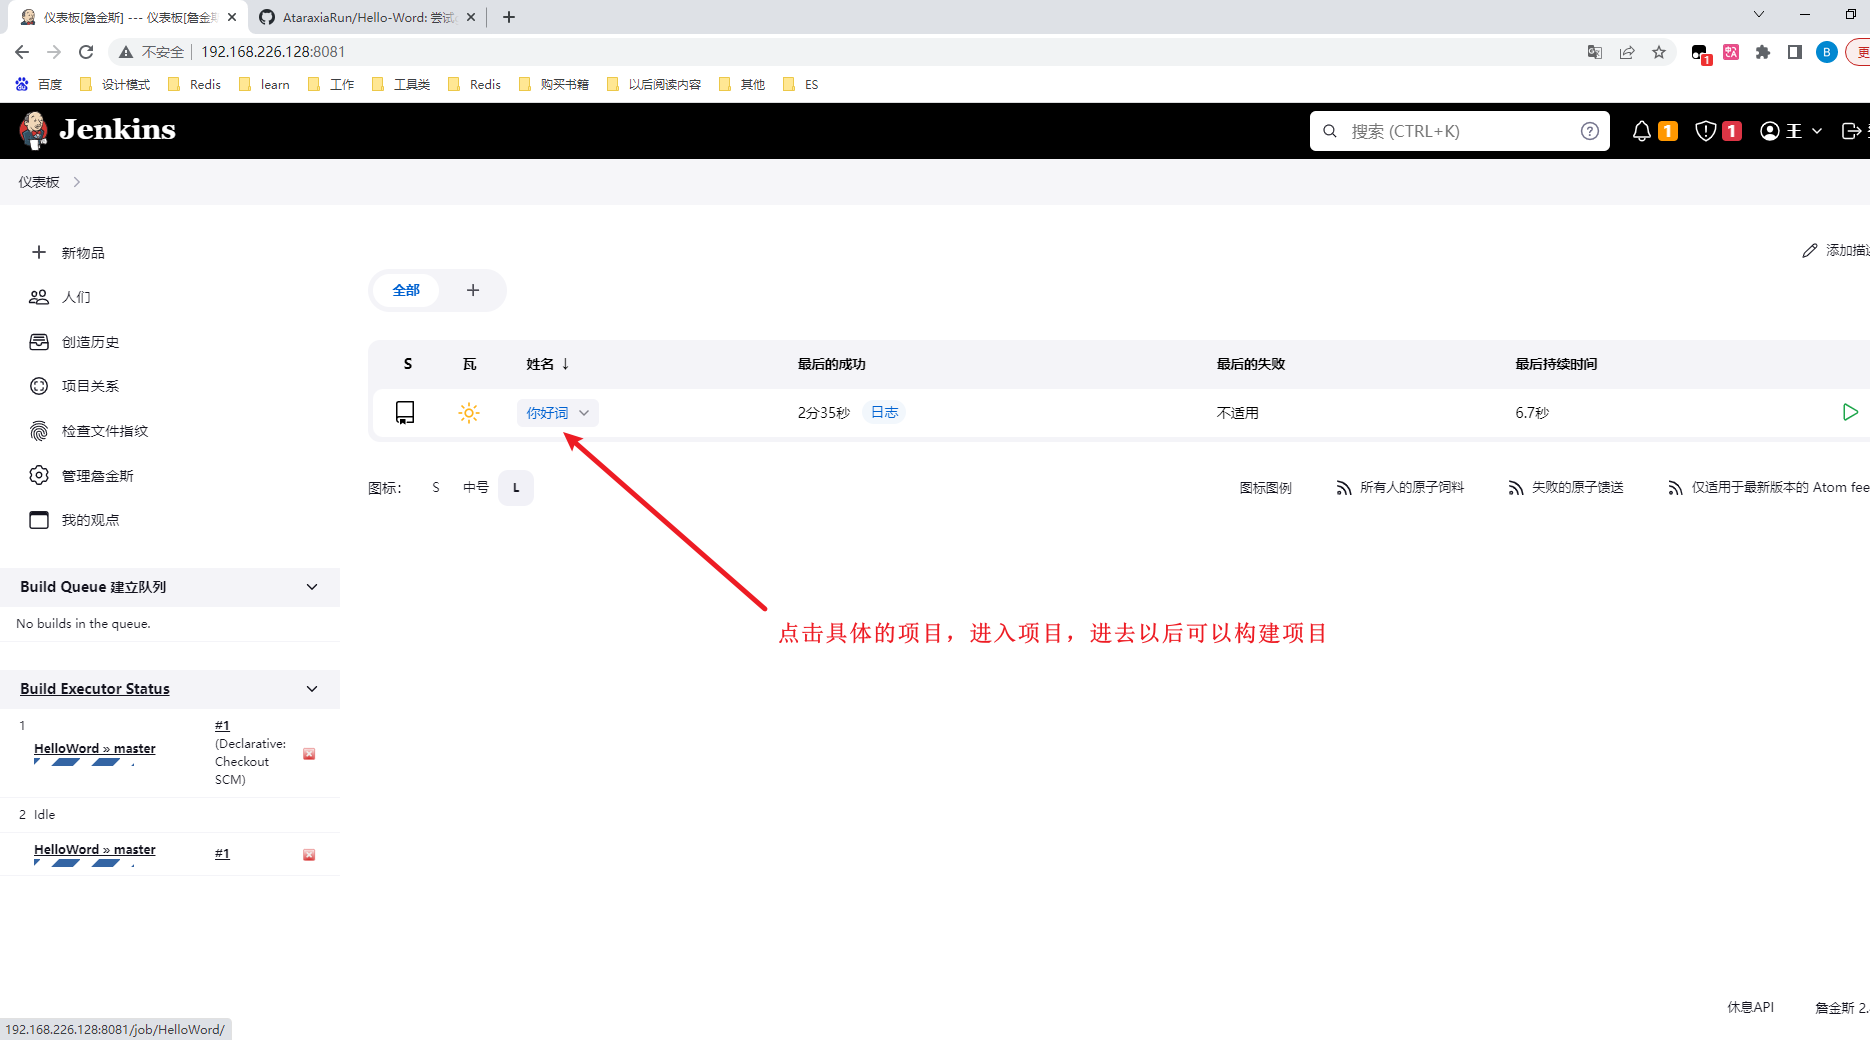 仪表板[詹金斯] --- 仪表板[詹金斯
AtaraxiaRun/Hello-Word: 尝试
不安全 192.168.226.128:8081
1
B
更
百度 设计模式 Redis learn 工作 工具类 Redis 购买书籍 以后阅读内容 其他 ES
Jenkins
搜索 (CTRL+K)
1
1
王
仪表板
新物品
人们
创造历史
项目关系
检查文件指纹
管理詹金斯
我的观点
添加描述
全部 +
S 瓦 姓名 ↓ 最后的成功 最后的失败 最后持续时间
你好词 2分35秒 日志 不适用 6.7秒
图标: S 中号 L 图标图例 所有人的原子饲料 失败的原子馈送 仅适用于最新版本的 Atom fee
点击具体的项目，进入项目，进去以后可以构建项目
Build Queue 建立队列
No builds in the queue.
Build Executor Status
1
HelloWord » master
#1
(Declarative:
Checkout
SCM)
2 Idle
HelloWord » master #1
休息API 詹金斯 2.
192.168.226.128:8081/job/HelloWord/